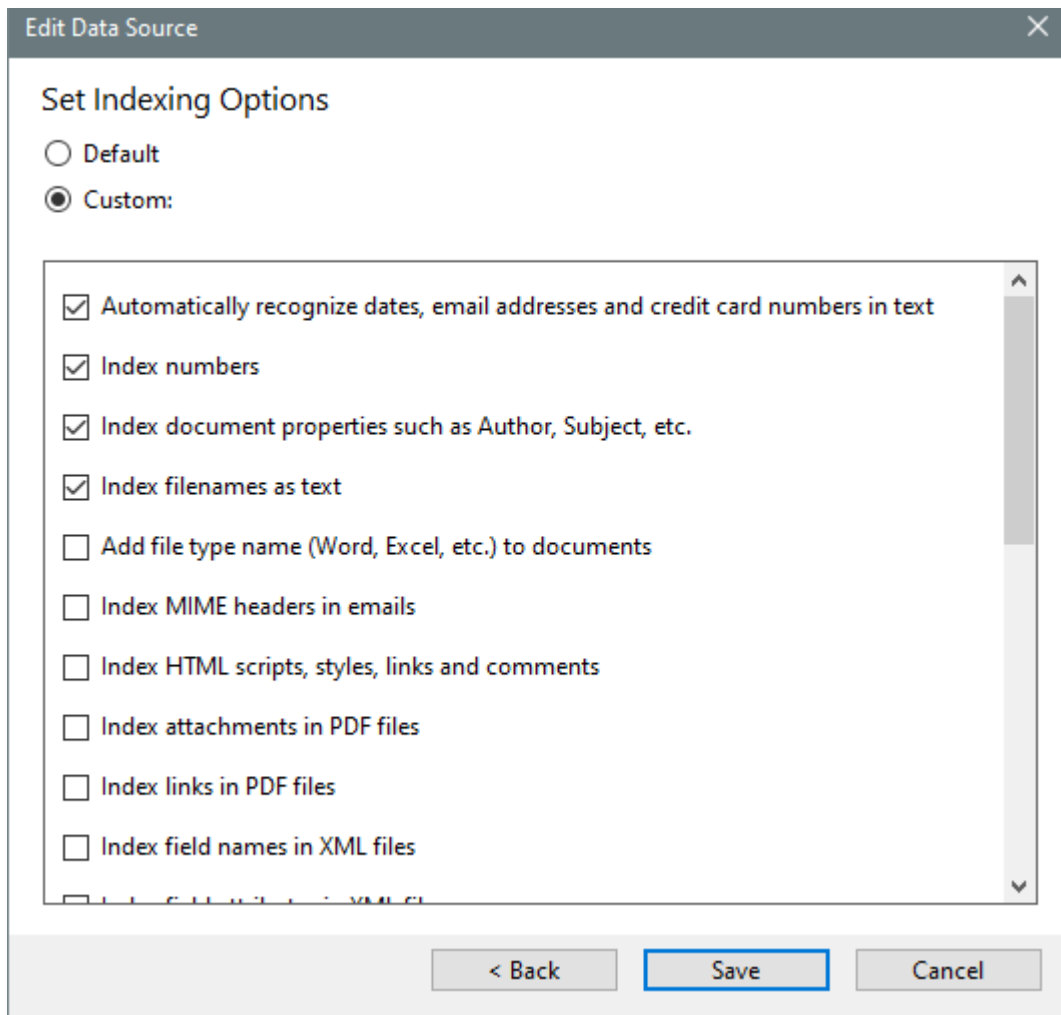 Edit Data Source
Set Indexing Options
Default
Custom:
Automatically recognize dates, email addresses and credit card numbers in text
Index numbers
Index document properties such as Author, Subject, etc.
Index filenames as text
Add file type name (Word, Excel, etc.) to documents
Index MIME headers in emails
Index HTML scripts, styles, links and comments
Index attachments in PDF files
Index links in PDF files
Index field names in XML files
< Back
Save
Cancel